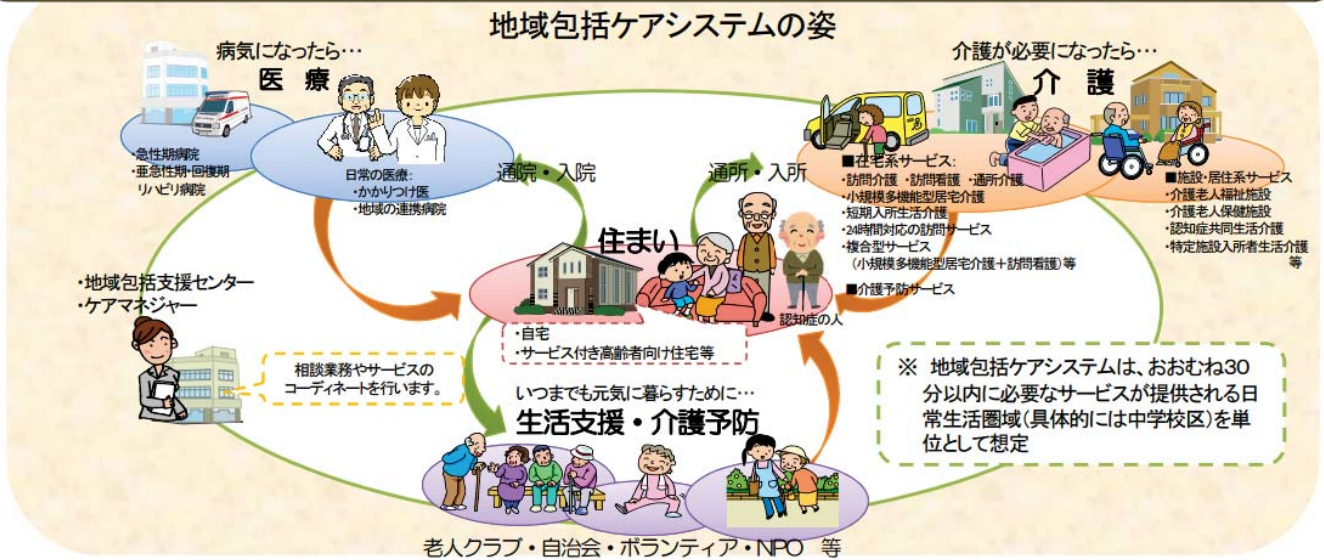 地域包括ケアシステムの姿
病気になったら…
医療
・急性期病院
・亜急性期・回復期
リハビリ病院
日常の医療:
・かかりつけ医
・地域の連携病院
通院・入院
通所・入所
介護が必要になったら…
介護
■在宅系サービス:
・訪問介護 ・訪問看護 ・通所介護
・小規模多機能型居宅介護
・短期入所生活介護
・24時間対応の訪問サービス
・複合型サービス
(小規模多機能型居宅介護+訪問看護)等
■介護予防サービス
■施設・居住系サービス
・介護老人福祉施設
・介護老人保健施設
・認知症共同生活介護
・特定施設入所者生活介護
等
住まい
認知症の人
・自宅
・サービス付き高齢者向け住宅等
・地域包括支援センター
・ケアマネジャー
相談業務やサービスの
コーディネートを行います。
いつまでも元気に暮らすために…
生活支援・介護予防
老人クラブ・自治会・ボランティア・NPO 等
※ 地域包括ケアシステムは、おおむね30
分以内に必要なサービスが提供される日
常生活圏域(具体的には中学校区)を単
位として想定